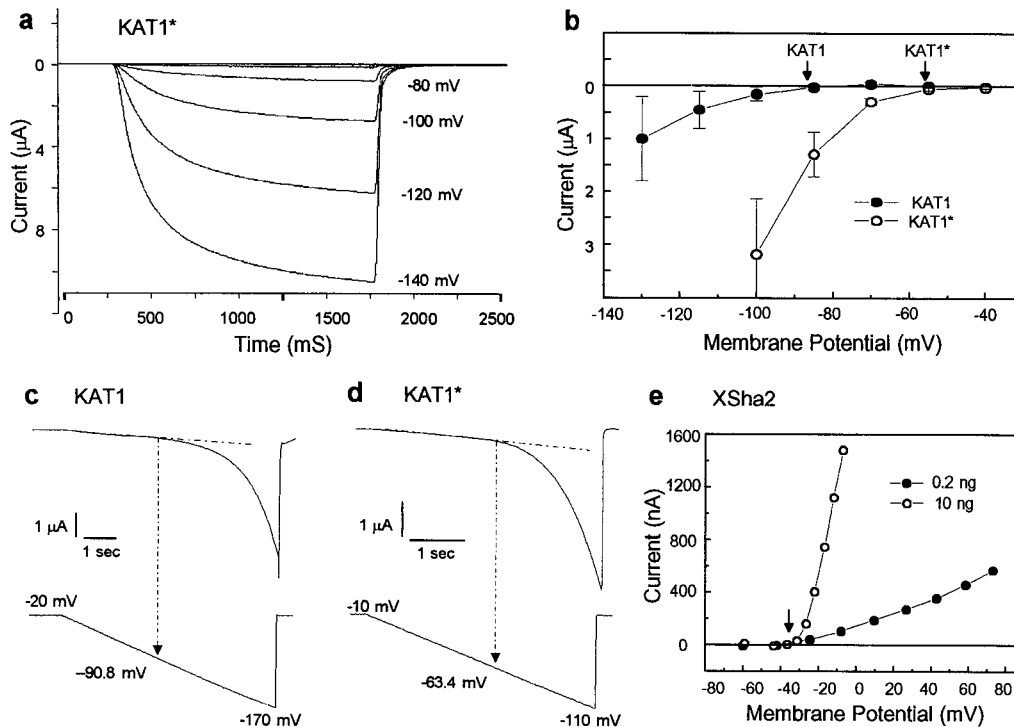 a KAT1*
Current (µA)
0
4
8
-80 mV
-100 mV
-120 mV
-140 mV
0 500 1000 1500 2000 2500
Time (mS)
b
KAT1 KAT1*
Current (µA)
0
1
2
3
KAT1
KAT1*
-140 -120 -100 -80 -60 -40
Membrane Potential (mV)
c KAT1
1 µA
1 sec
-20 mV
–90.8 mV
-170 mV
d KAT1*
1 µA
1 sec
-10 mV
-63.4 mV
-110 mV
e XSha2
Current (nA)
1600
1200
800
400
0
0.2 ng
10 ng
-80 -60 -40 -20 0 20 40 60 80
Membrane Potential (mV)